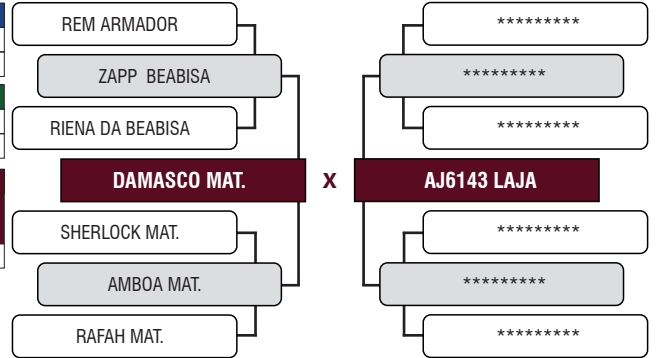 REM ARMADOR
ZAPP BEABISA
RIENA DA BEABISA
DAMASCO MAT.
SHERLOCK MAT.
AMBOA MAT.
RAFAH MAT.
X
*********
*********
*********
AJ6143 LAJA
*********
*********
*********